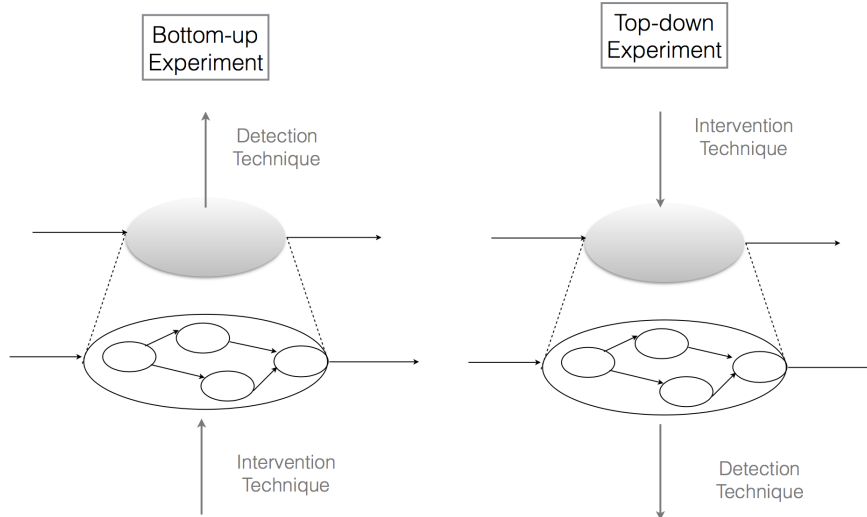 Bottom-up
Experiment
Detection
Technique
Intervention
Technique
Top-down
Experiment
Intervention
Technique
Detection
Technique